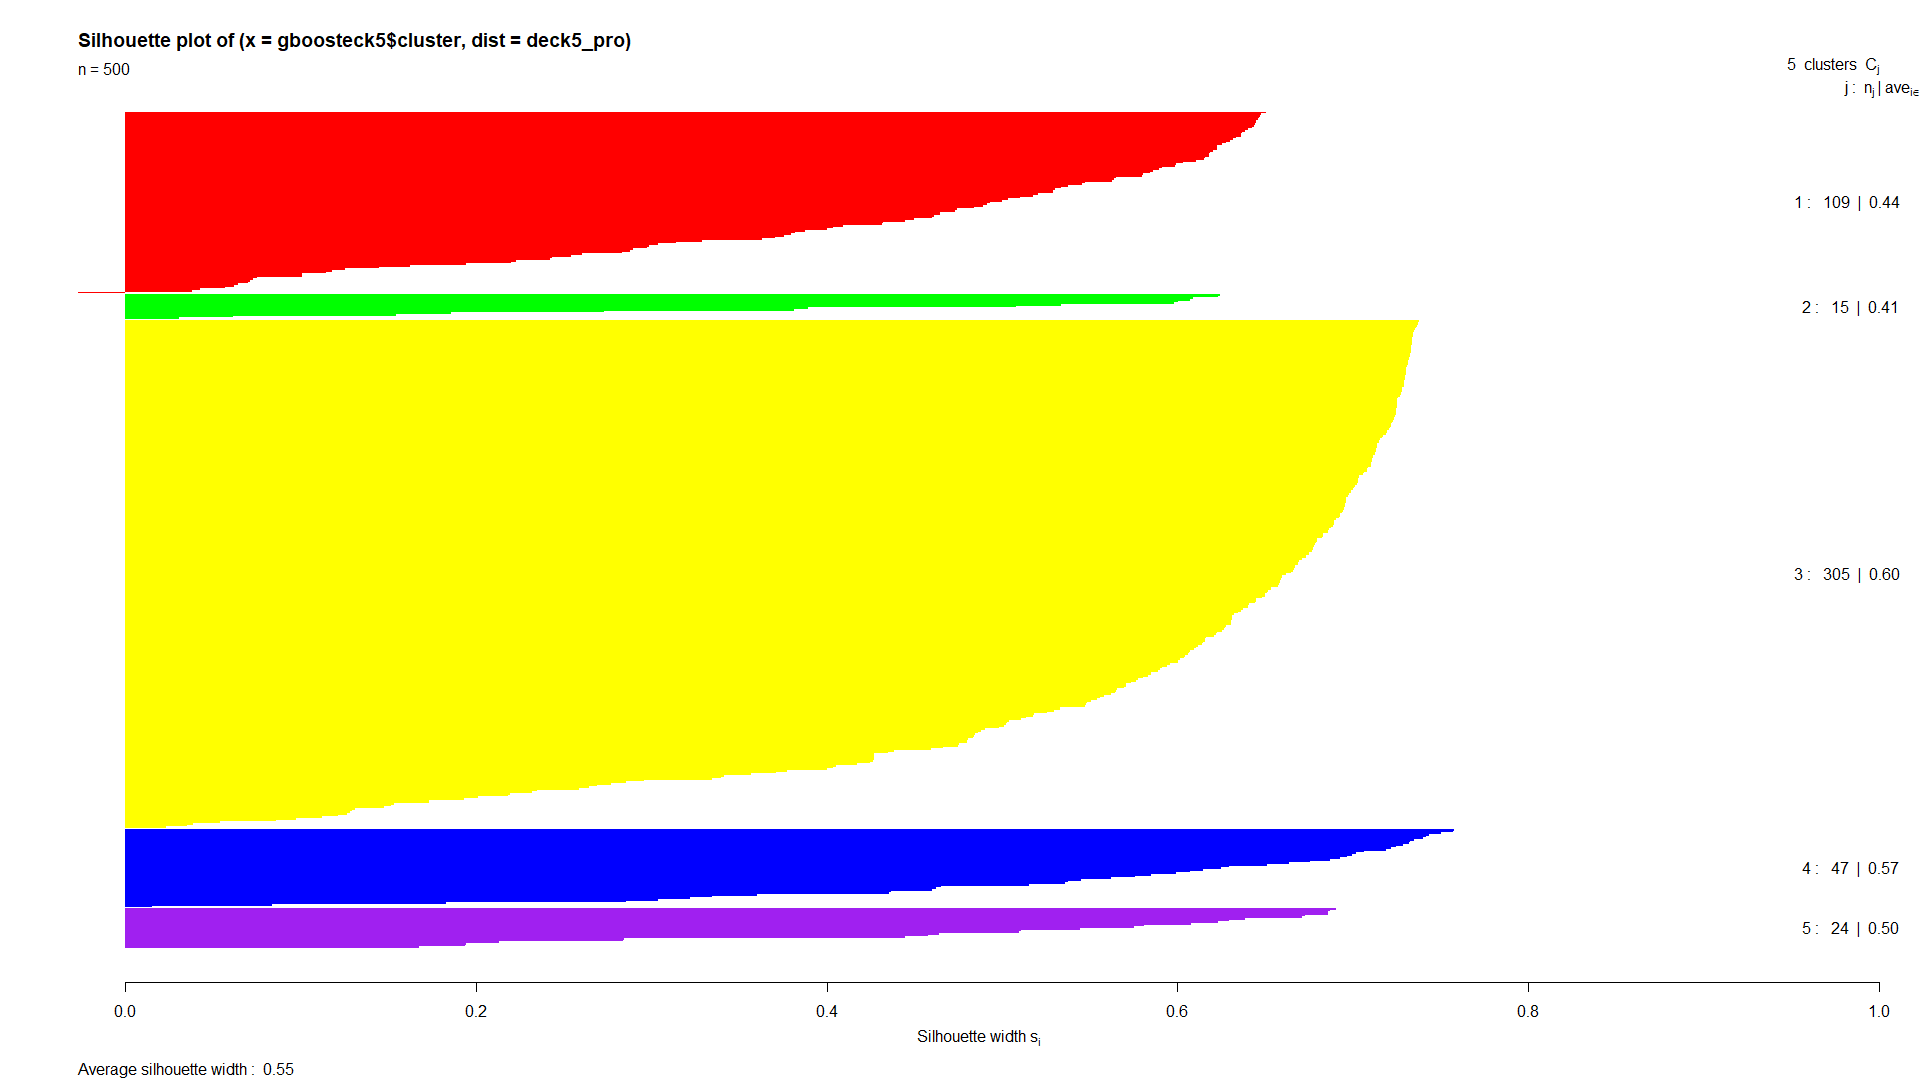 Silhouette plot of (x = gboosteck5$cluster, dist = deck5_pro)
n = 500
5 clusters Cj
j : nj | avei∈
1 : 109 | 0.44
2 : 15 | 0.41
3 : 305 | 0.60
4 : 47 | 0.57
5 : 24 | 0.50
0.0 0.2 0.4 0.6 0.8 1.0
Silhouette width si
Average silhouette width : 0.55